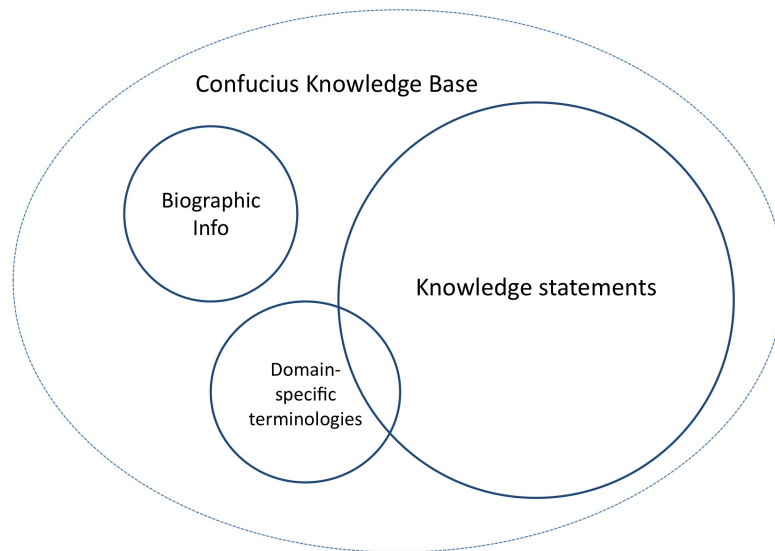 Confucius Knowledge Base
Biographic
Info
Knowledge statements
Domain-
specific
terminologies